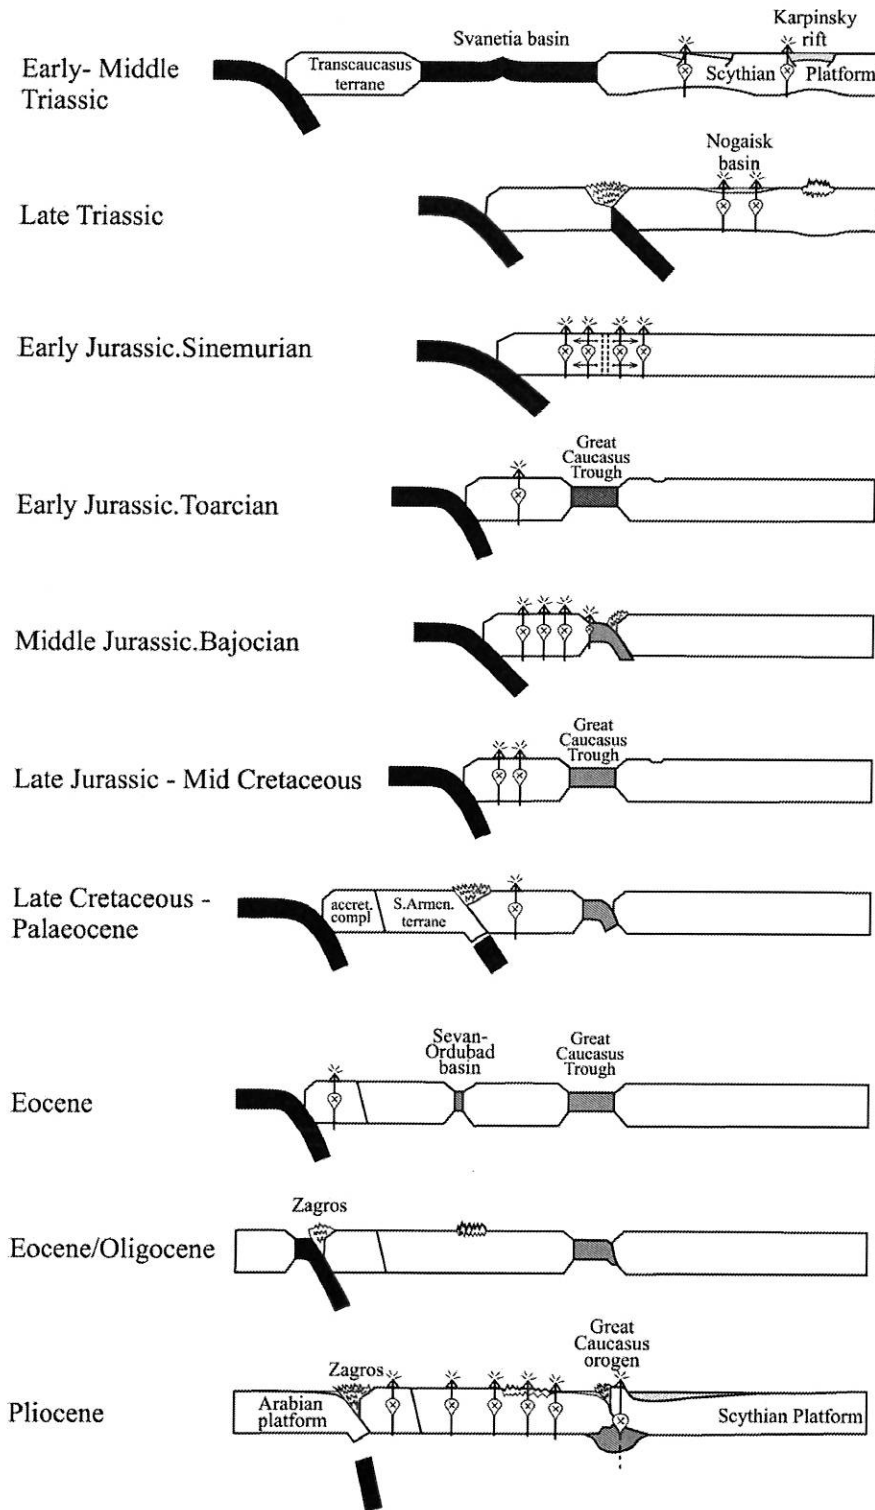 Early- Middle
Triassic
Transcaucasus
terrane
Svanetia basin
Karpinsky
rift
Scythian
Platform
Late Triassic
Nogaisk
basin
Early Jurassic.Sinemurian
Early Jurassic.Toarcian
Great
Caucasus
Trough
Middle Jurassic.Bajocian
Late Jurassic - Mid Cretaceous
Great
Caucasus
Trough
Late Cretaceous -
Palaeocene
accret.
compl
S.Armen.
terrane
Eocene
Sevan-
Ordubad
basin
Great
Caucasus
Trough
Eocene/Oligocene
Zagros
Pliocene
Arabian
platform
Zagros
Great
Caucasus
orogen
Scythian Platform